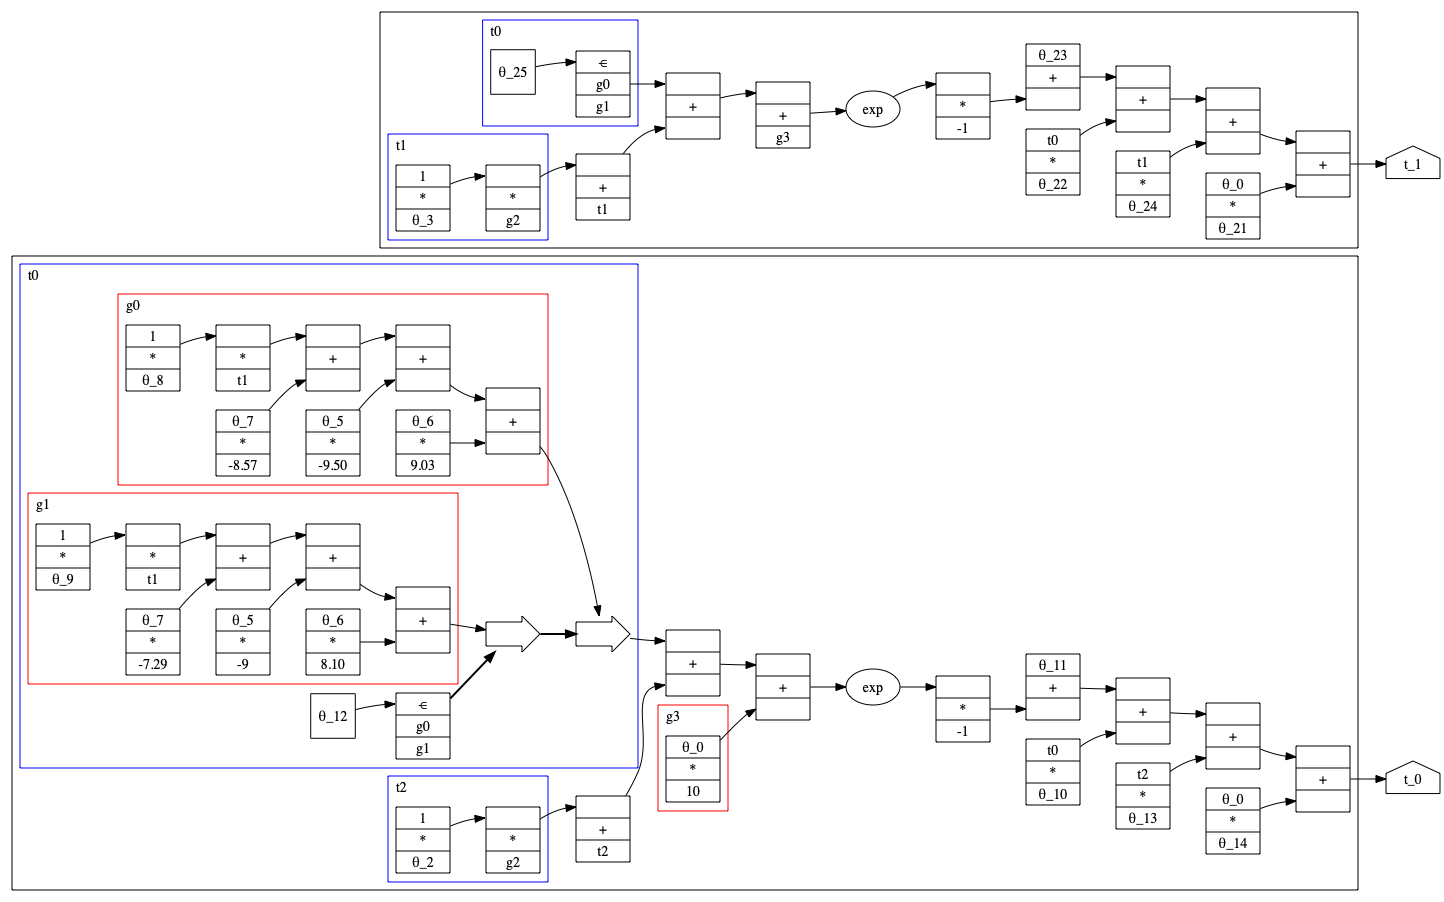 t0
θ_25
∈
g0
g1
t1
1
*
θ_3
*
g2
+
t1
+
+
g3
exp
*
-1
θ_23
+
t0
*
θ_22
+
t1
*
θ_24
+
θ_0
*
θ_21
+
t_1
t0
g0
1
*
θ_8
*
t1
+
+
θ_7
*
-8.57
θ_5
*
-9.50
θ_6
*
9.03
+
g1
1
*
θ_9
*
t1
+
+
θ_7
*
-7.29
θ_5
*
-9
θ_6
*
8.10
+
θ_12
∈
g0
g1
t2
1
*
θ_2
*
g2
+
t2
+
g3
θ_0
*
10
+
exp
*
-1
θ_11
+
t0
*
θ_10
+
t2
*
θ_13
+
θ_0
*
θ_14
+
t_0